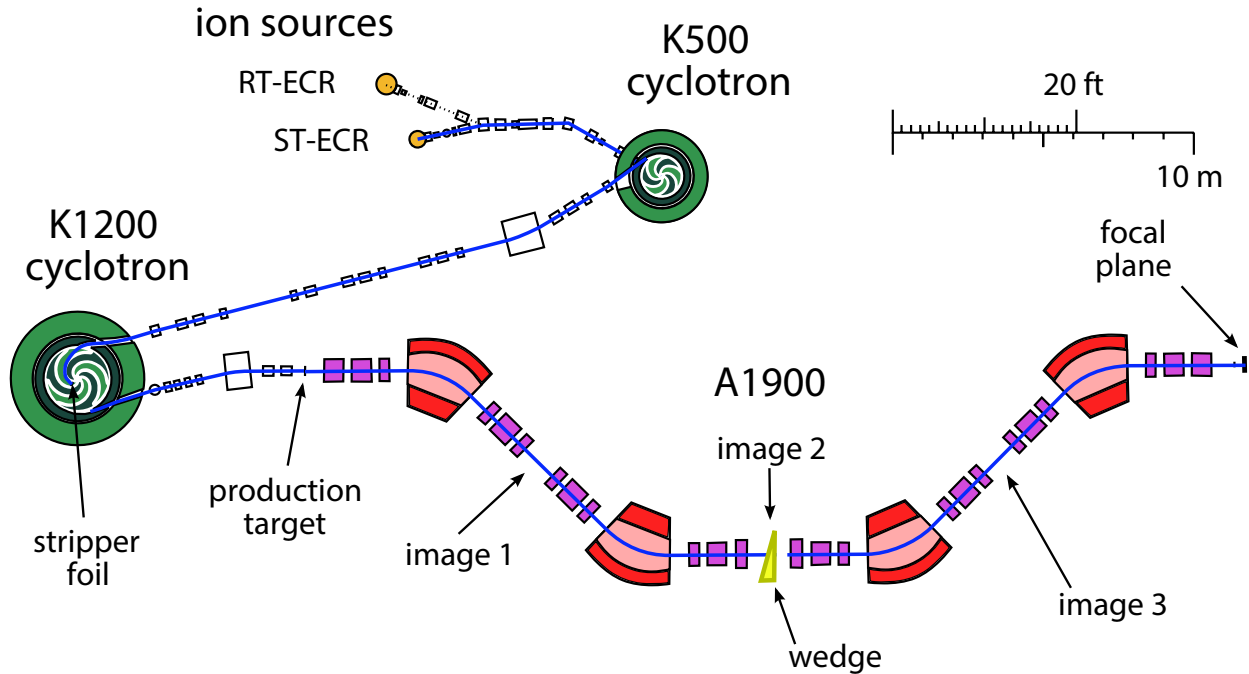 ion sources
RT-ECR
ST-ECR
K500
cyclotron
20 ft
10 m
K1200
cyclotron
focal
plane
A1900
image 2
production
target
stripper
foil
image 1
image 3
wedge